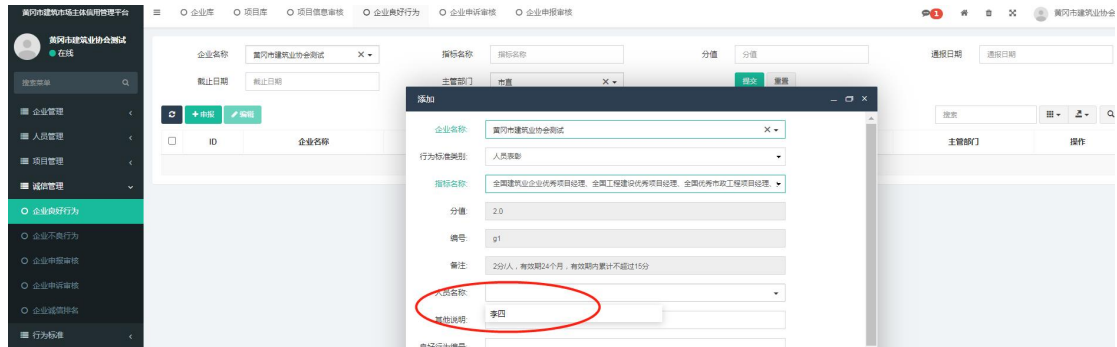 黄冈市建筑市场主体信用管理平台
企业库 项目库 项目信息审核 企业良好行为 企业申诉审核 企业申报审核
1
黄冈市建筑业协会
黄冈市建筑业协会测试
在线
企业名称 黄冈市建筑业协会测试 指标名称 指标名称 分值 分值 通报日期 通报日期
截止日期 截止日期 主管部门 市直 提交 重置
搜索菜单
添加
企业管理
申报 编辑
搜索
企业名称: 黄冈市建筑业协会测试
人员管理
ID 企业名称 主管部门 操作
行为标准类别: 人员表彰
项目管理
指标名称: 全国建筑业企业优秀项目经理、全国工程建设优秀项目经理、全国优秀市政工程项目经理、
诚信管理
分值: 2.0
企业良好行为
编号: g1
企业不良行为
备注: 2分/人,有效期24个月,有效期内累计不超过15分
企业申报审核
人员名称:
企业申诉审核
李四
其他说明:
企业诚信排名
行为标准
良好行为编号: